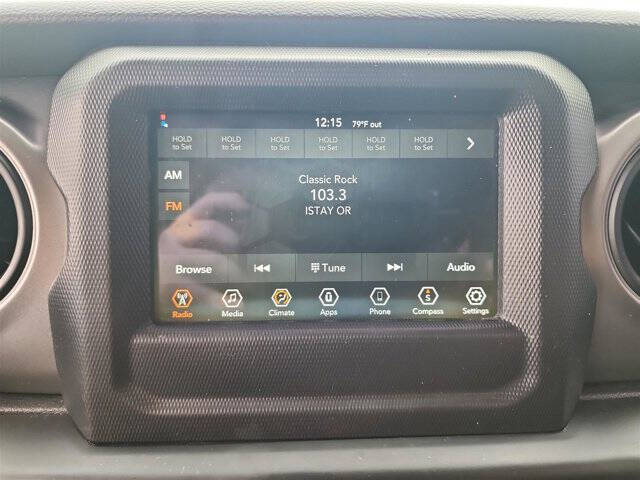 12:15 79°F out
HOLD to Set HOLD to Set HOLD to Set HOLD to Set HOLD to Set HOLD to Set
AM
Classic Rock
103.3
FM
ISTAY OR
Browse Tune Audio
Radio Media Climate Apps Phone Compass Settings